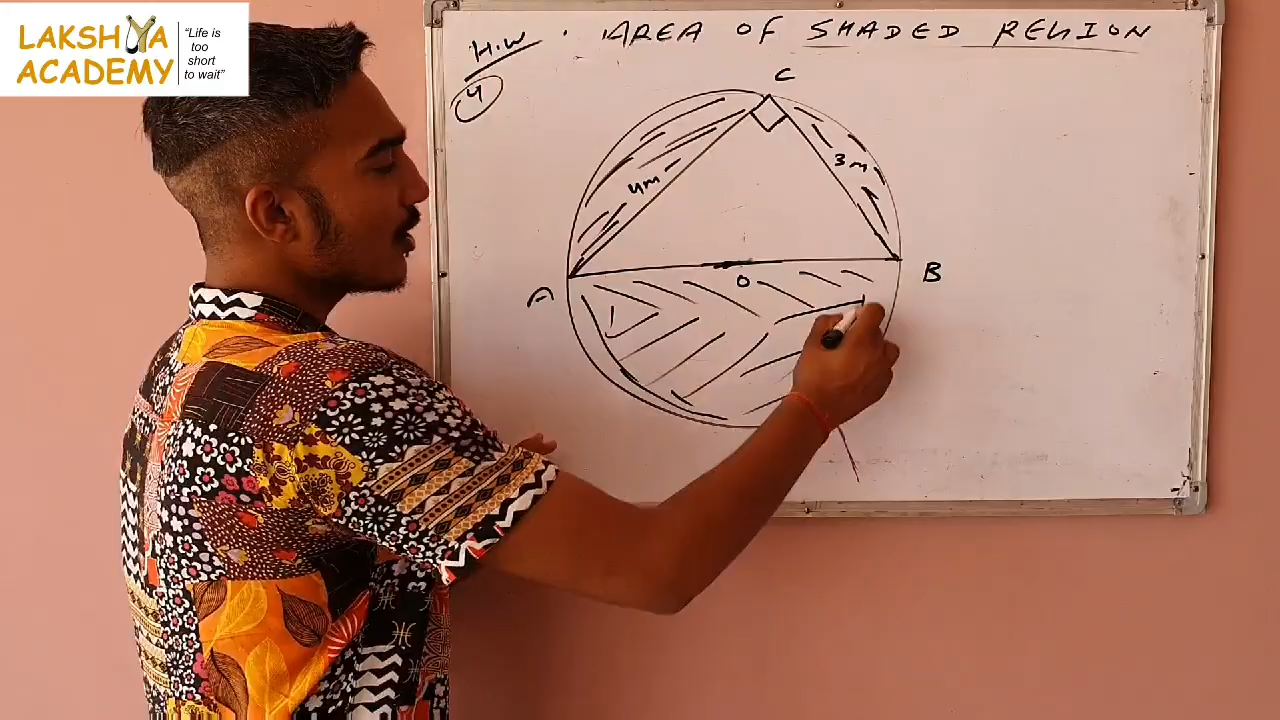 LAKSHYA
ACADEMY
"Life is
too
short
to wait"
H.W . AREA OF SHADED REGION
4
C
4m
3m
A
O
B